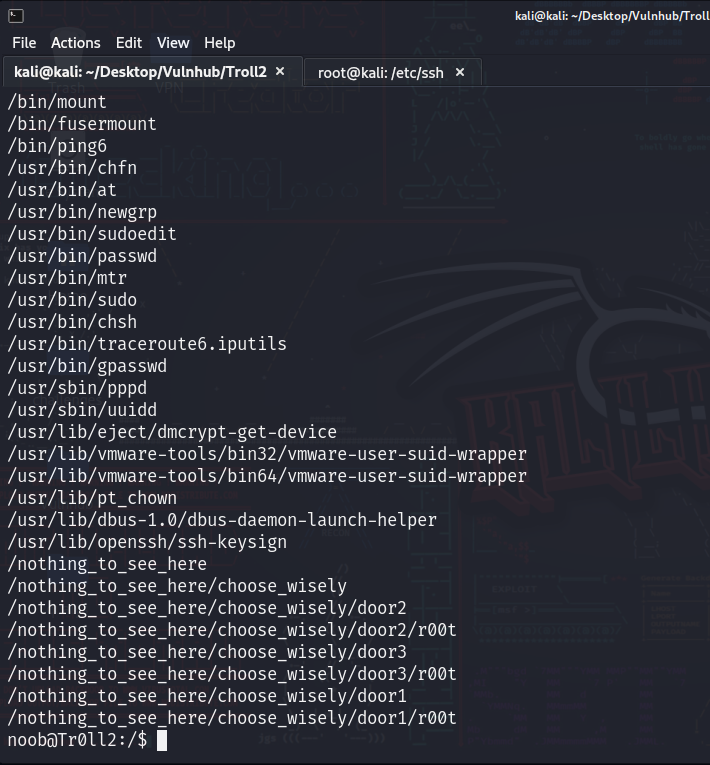 kali@kali: ~/Desktop/Vulnhub/Troll
File Actions Edit View Help
kali@kali: ~/Desktop/Vulnhub/Troll2 × root@kali: /etc/ssh ×
/bin/mount
/bin/fusermount
/bin/ping6
/usr/bin/chfn
/usr/bin/at
/usr/bin/newgrp
/usr/bin/sudoedit
/usr/bin/passwd
/usr/bin/mtr
/usr/bin/sudo
/usr/bin/chsh
/usr/bin/traceroute6.iputils
/usr/bin/gpasswd
/usr/sbin/pppd
/usr/sbin/uuidd
/usr/lib/eject/dmcrypt-get-device
/usr/lib/vmware-tools/bin32/vmware-user-suid-wrapper
/usr/lib/vmware-tools/bin64/vmware-user-suid-wrapper
/usr/lib/pt_chown
/usr/lib/dbus-1.0/dbus-daemon-launch-helper
/usr/lib/openssh/ssh-keysign
/nothing_to_see_here
/nothing_to_see_here/choose_wisely
/nothing_to_see_here/choose_wisely/door2
/nothing_to_see_here/choose_wisely/door2/r00t
/nothing_to_see_here/choose_wisely/door3
/nothing_to_see_here/choose_wisely/door3/r00t
/nothing_to_see_here/choose_wisely/door1
/nothing_to_see_here/choose_wisely/door1/r00t
noob@Tr0ll2:/$